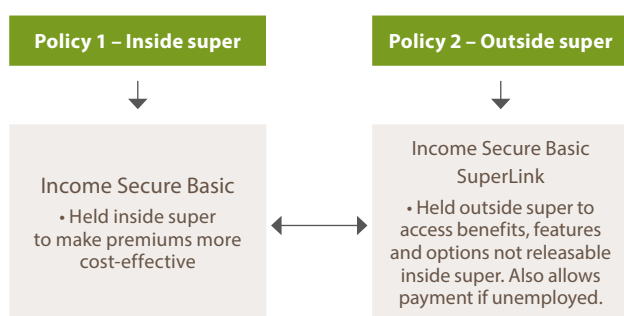 Policy 1 – Inside super
Income Secure Basic
• Held inside super
to make premiums more
cost-effective
Policy 2 – Outside super
Income Secure Basic
SuperLink
• Held outside super to
access benefits, features
and options not releasable
inside super. Also allows
payment if unemployed.